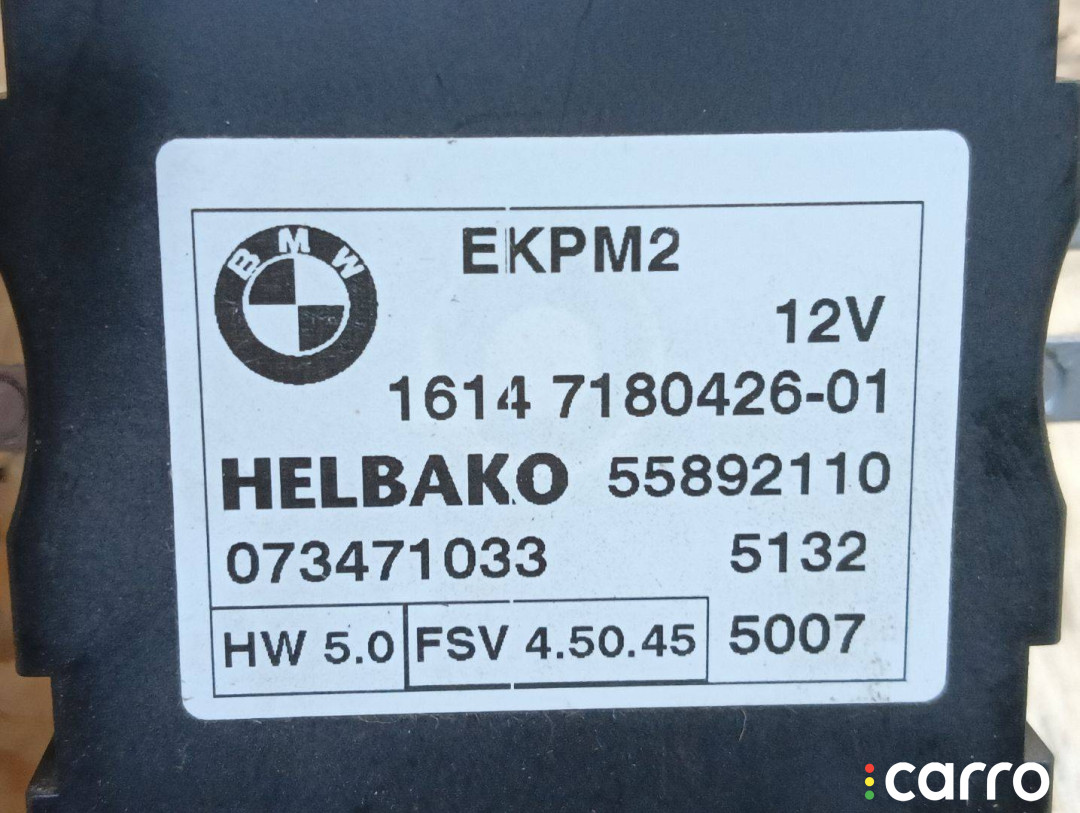 BMW
EKPM2
12V
1614 7180426-01
HELBAKO 55892110
073471033 5132
HW 5.0 FSV 4.50.45 5007
carro